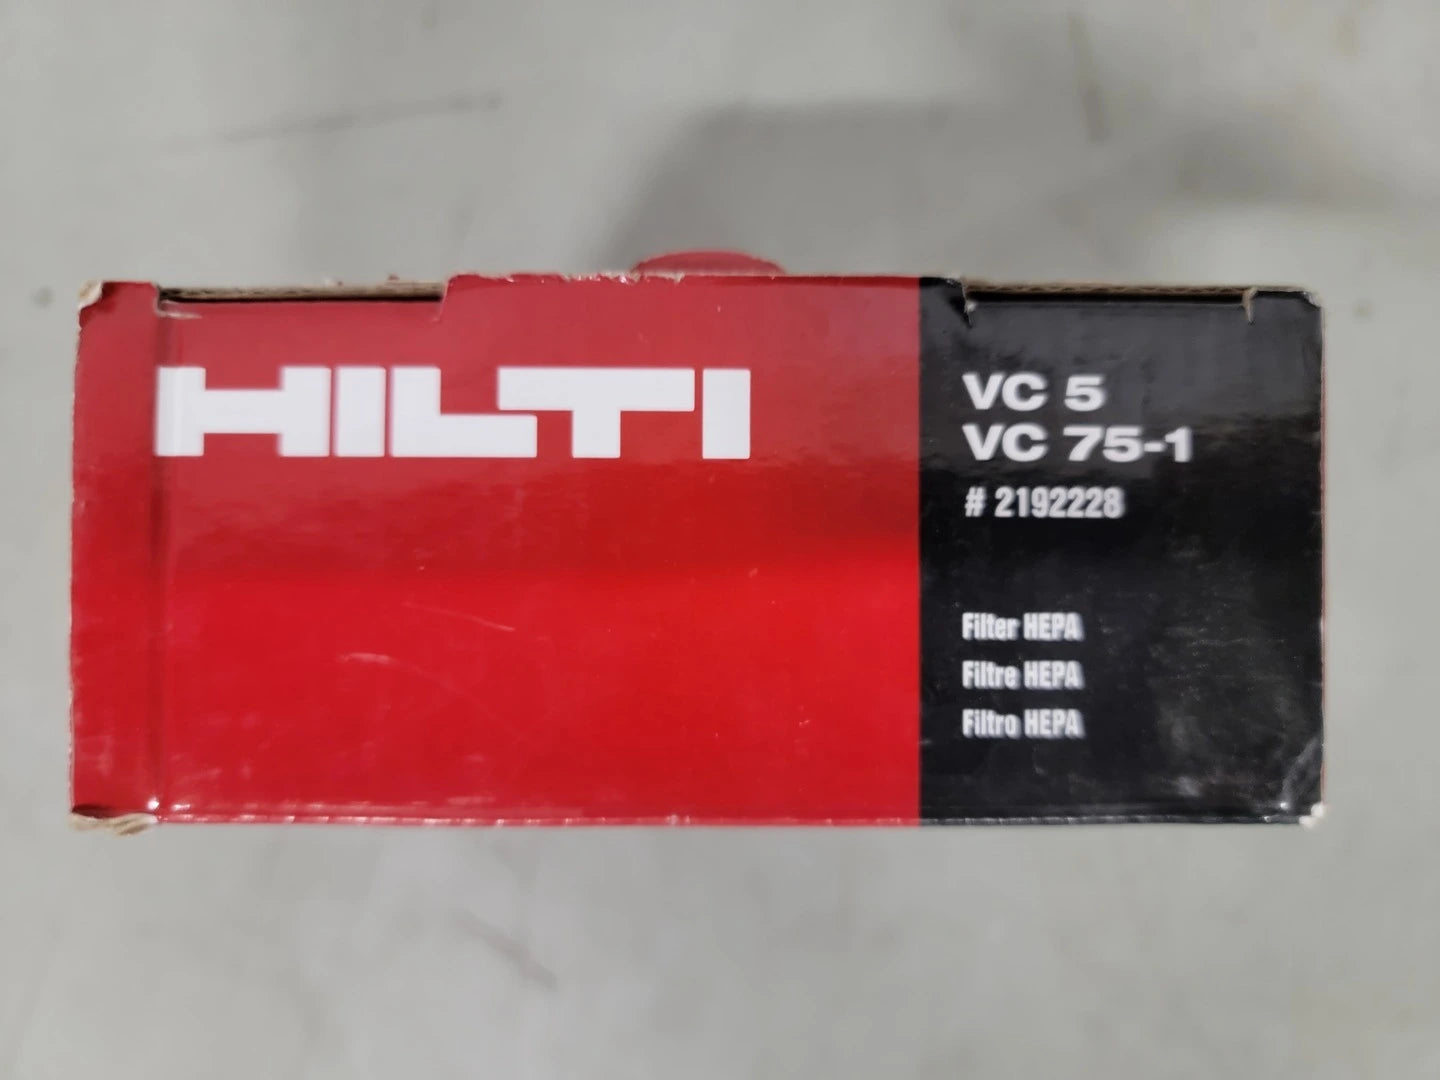 HILTI
VC 5
VC 75-1
# 2192228
Filter HEPA
Filtre HEPA
Filtro HEPA